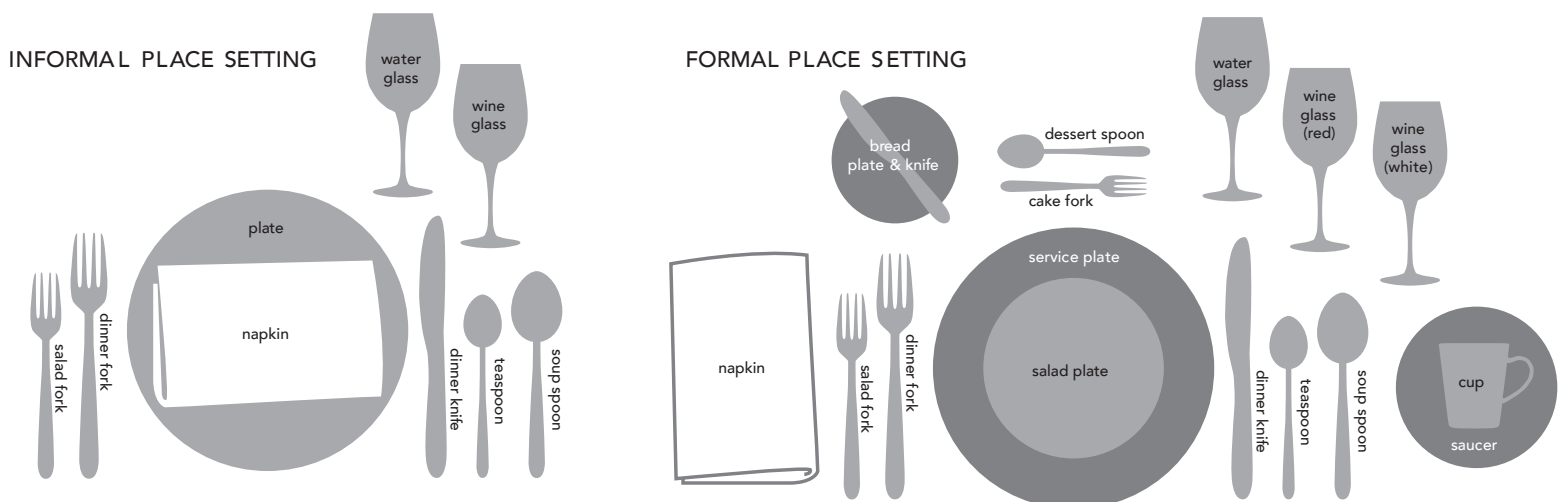 INFORMAL PLACE SETTING
water
glass
wine
glass
plate
napkin
salad fork
dinner fork
dinner knife
teaspoon
soup spoon
FORMAL PLACE SETTING
water
glass
wine
glass
(red)
wine
glass
(white)
bread
plate & knife
dessert spoon
cake fork
service plate
salad plate
napkin
salad fork
dinner fork
dinner knife
teaspoon
soup spoon
cup
saucer